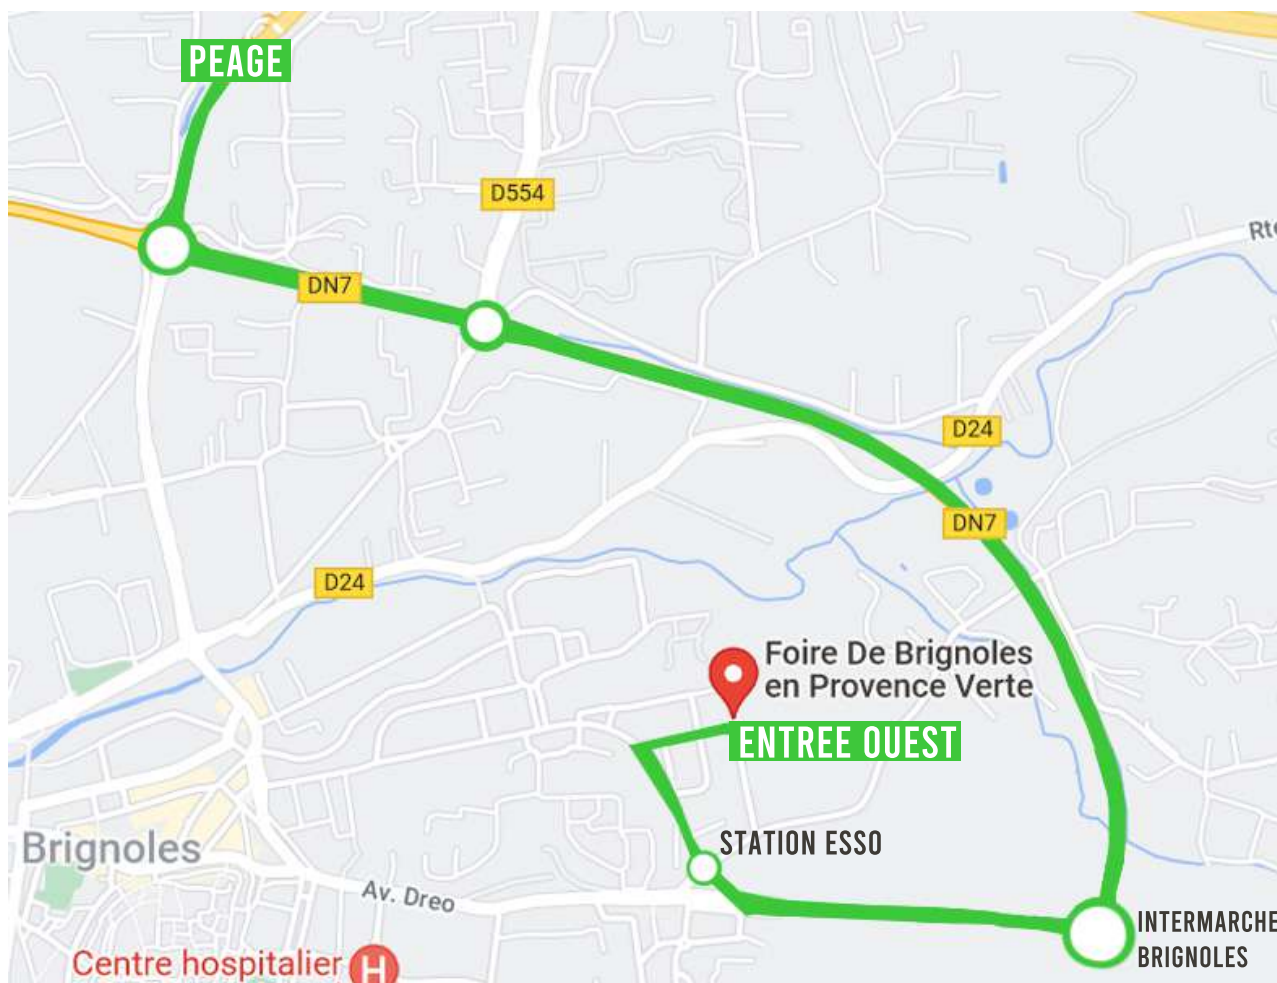 PEAGE
D554
Rte
DN7
D24
DN7
D24
Foire De Brignoles
en Provence Verte
ENTREE OUEST
STATION ESSO
Brignoles
Av. Dreo
INTERMARCHE
BRIGNOLES
Centre hospitalier
H